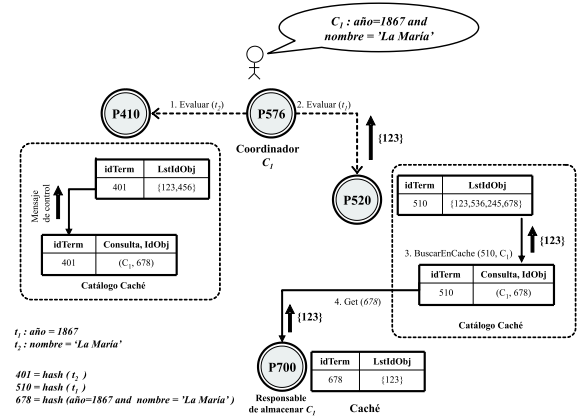 C1 : año=1867 and
nombre = 'La María'
1. Evaluar (t2)
2. Evaluar (t1)
P410
P576
{123}
Coordinador
C1
P520
idTerm LstIdObj
401 {123,456}
Mensaje
de control
idTerm Consulta, IdObj
401 (C1, 678)
Catálogo Caché
idTerm LstIdObj
510 {123,536,245,678}
{123}
3. BuscarEnCache (510, C1)
idTerm Consulta, IdObj
510 (C1, 678)
Catálogo Caché
4. Get (678)
{123}
t1 : año = 1867
t2 : nombre = 'La María'
401 = hash ( t2 )
510 = hash ( t1 )
678 = hash (año=1867 and nombre = 'La María' )
P700
Responsable
de almacenar C1
idTerm LstIdObj
678 {123}
Caché